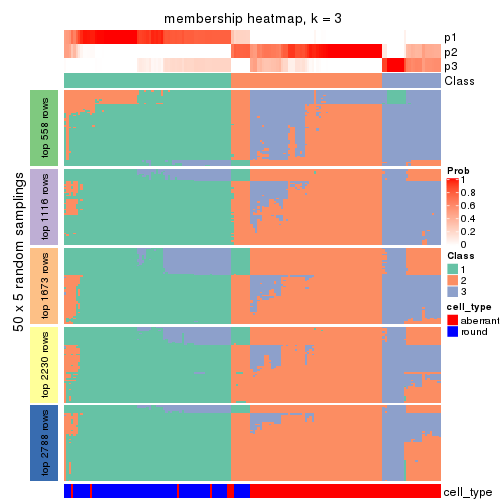 membership heatmap, k = 3
p1
p2
p3
Class
50 x 5 random samplings
top 558 rows
top 1116 rows
top 1673 rows
top 2230 rows
top 2788 rows
Prob
1
0.8
0.6
0.4
0.2
0
Class
1
2
3
cell_type
aberrant
round
cell_type